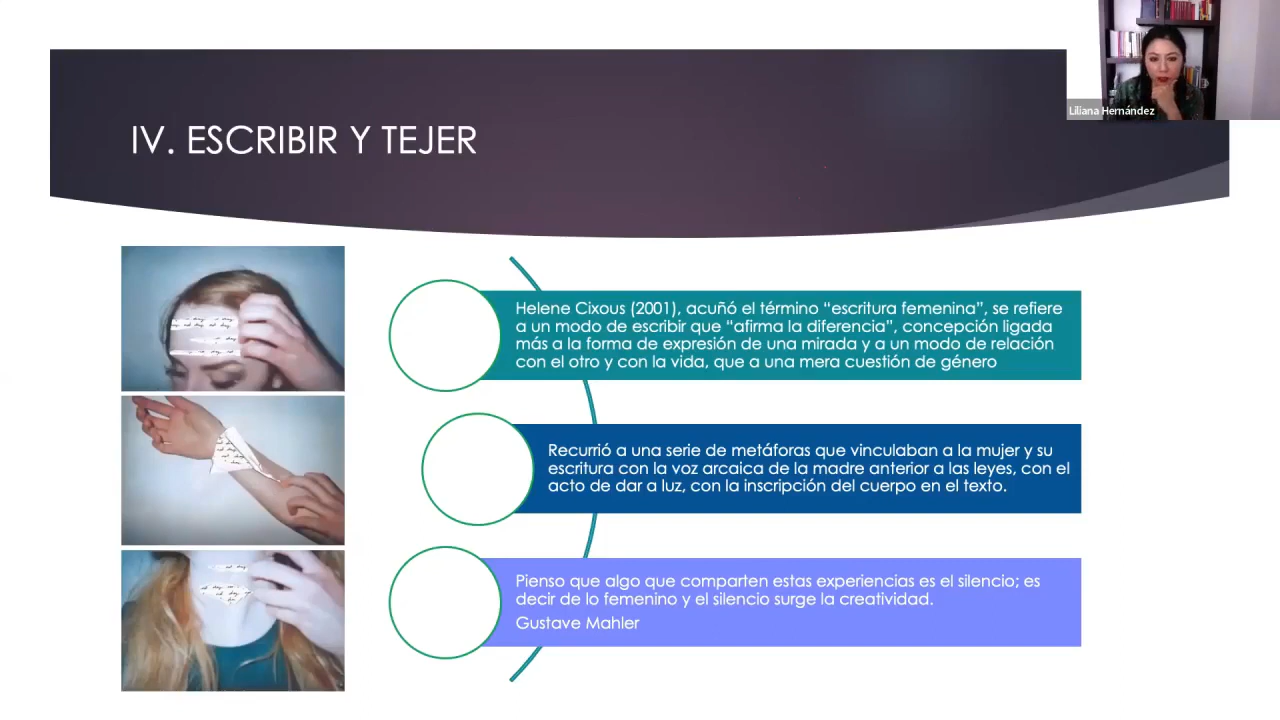 Liliana Hernández
IV. ESCRIBIR Y TEJER
Helene Cixous (2001), acuñó el término “escritura femenina”, se refiere
a un modo de escribir que “afirma la diferencia”, concepción ligada
más a la forma de expresión de una mirada y a un modo de relación
con el otro y con la vida, que a una mera cuestión de género
Recurrió a una serie de metáforas que vinculaban a la mujer y su
escritura con la voz arcaica de la madre anterior a las leyes, con el
acto de dar a luz, con la inscripción del cuerpo en el texto.
Pienso que algo que comparten estas experiencias es el silencio; es
decir de lo femenino y el silencio surge la creatividad.
Gustave Mahler